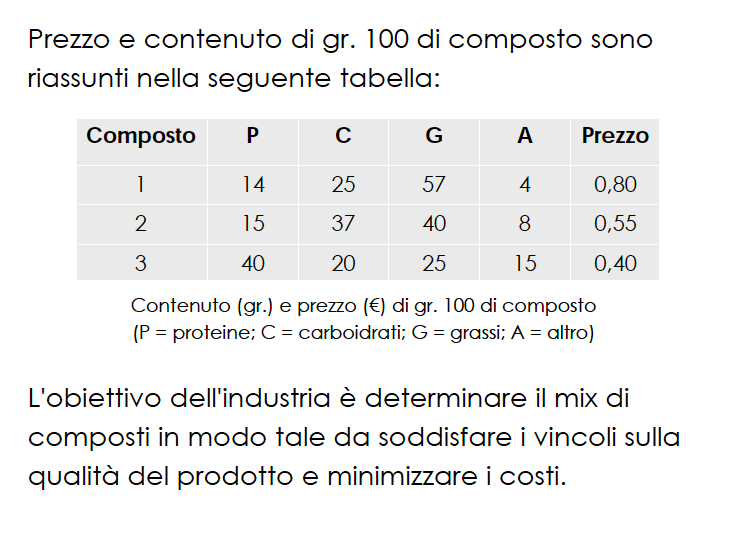 Prezzo e contenuto di gr. 100 di composto sono
riassunti nella seguente tabella:
Composto P C G A Prezzo
1 14 25 57 4 0,80
2 15 37 40 8 0,55
3 40 20 25 15 0,40
Contenuto (gr.) e prezzo (€) di gr. 100 di composto
(P = proteine; C = carboidrati; G = grassi; A = altro)
L'obiettivo dell'industria è determinare il mix di
composti in modo tale da soddisfare i vincoli sulla
qualità del prodotto e minimizzare i costi.